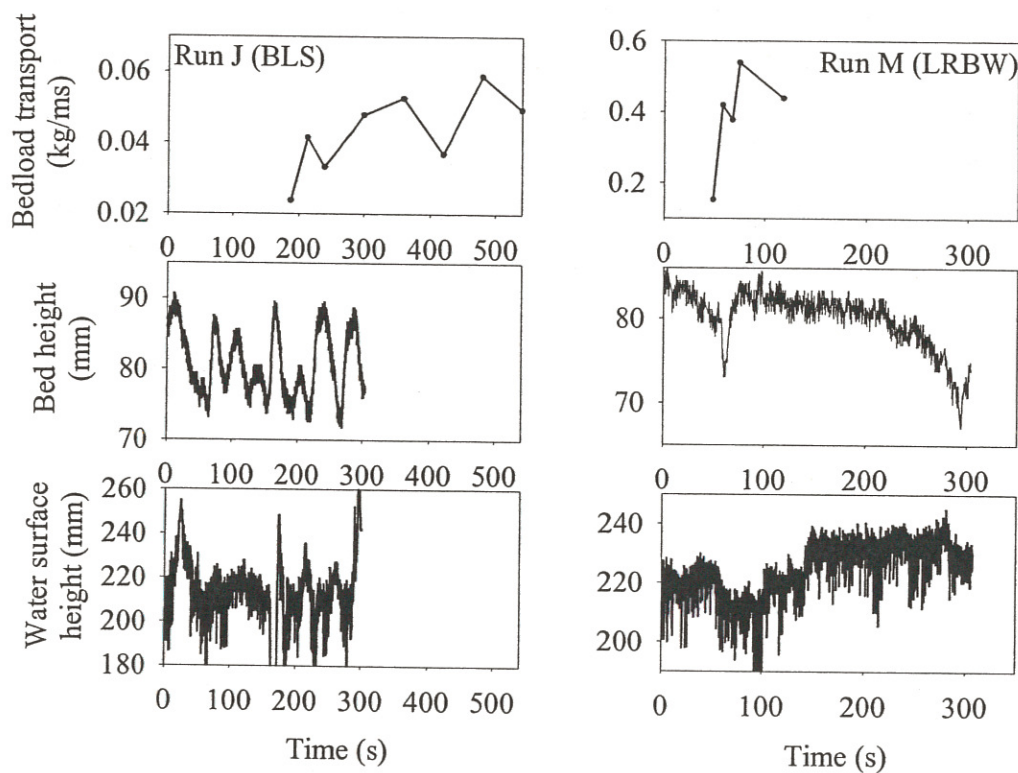 Bedload transport
(kg/ms)
Run J (BLS)
0.06
0.04
0.02
0 100 200 300 400 500
Run M (LRBW)
0.6
0.4
0.2
0 100 200 300
Bed height
(mm)
90
80
70
0 100 200 300 400 500
80
70
0 100 200 300
Water surface
height (mm)
260
240
220
200
180
0 100 200 300 400 500
Time (s)
240
220
200
0 100 200 300
Time (s)